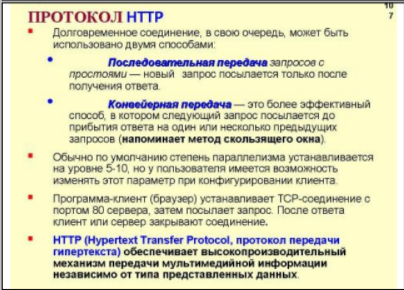 10
7
ПРОТОКОЛ HTTP
Долговременное соединение, в свою очередь, может быть
использовано двумя способами:
Последовательная передача запросов с
простоями — новый запрос посылается только после
получения ответа.
Конвейерная передача — это более эффективный
способ, в котором следующий запрос посылается до
прибытия ответа на один или несколько предыдущих
запросов (напоминает метод скользящего окна).
Обычно по умолчанию степень параллелизма устанавливается
на уровне 5-10, но у пользователя имеется возможность
изменять этот параметр при конфигурировании клиента.
Программа-клиент (браузер) устанавливает TCP-соединение с
портом 80 сервера, затем посылает запрос. После ответа
клиент или сервер закрывают соединение.
HTTP (Hypertext Transfer Protocol, протокол передачи
гипертекста) обеспечивает высокопроизводительный
механизм передачи мультимедийной информации
независимо от типа представленных данных.